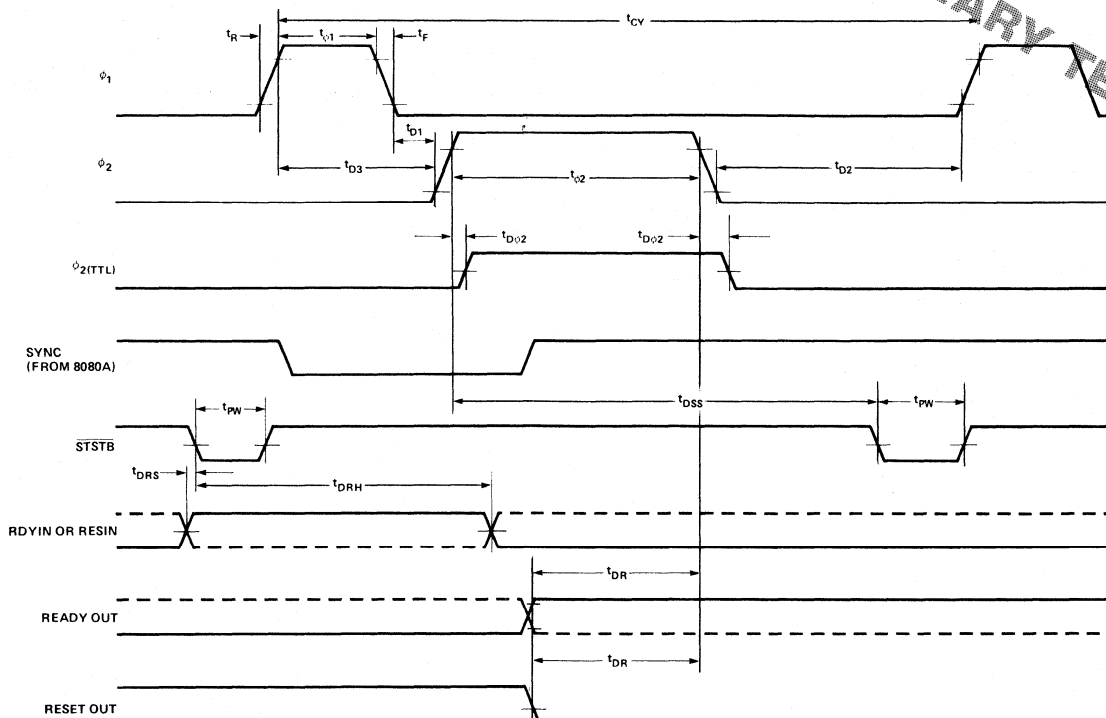 tCY
tR
tφ1
tF
φ1
tD1
φ2
tD3
tD2
tφ2
tDφ2
tDφ2
φ2(TTL)
SYNC
(FROM 8080A)
tDSS
tPW
tPW
STSTB
tDRS
tDRH
RDYIN OR RESIN
tDR
READY OUT
tDR
RESET OUT